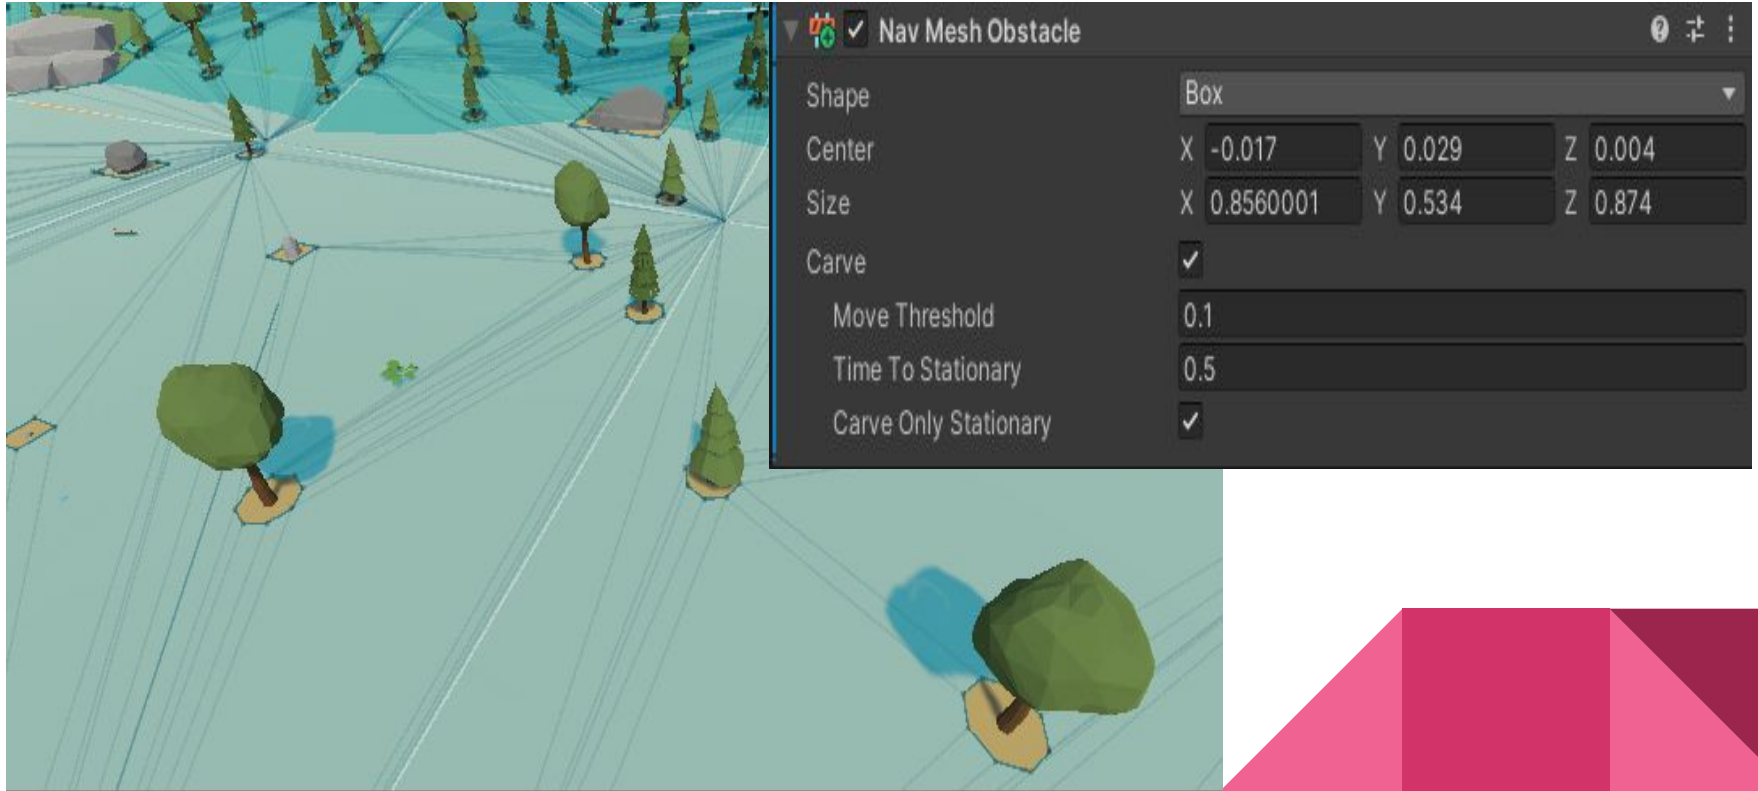 Nav Mesh Obstacle
Shape Box
Center X -0.017 Y 0.029 Z 0.004
Size X 0.8560001 Y 0.534 Z 0.874
Carve
Move Threshold 0.1
Time To Stationary 0.5
Carve Only Stationary